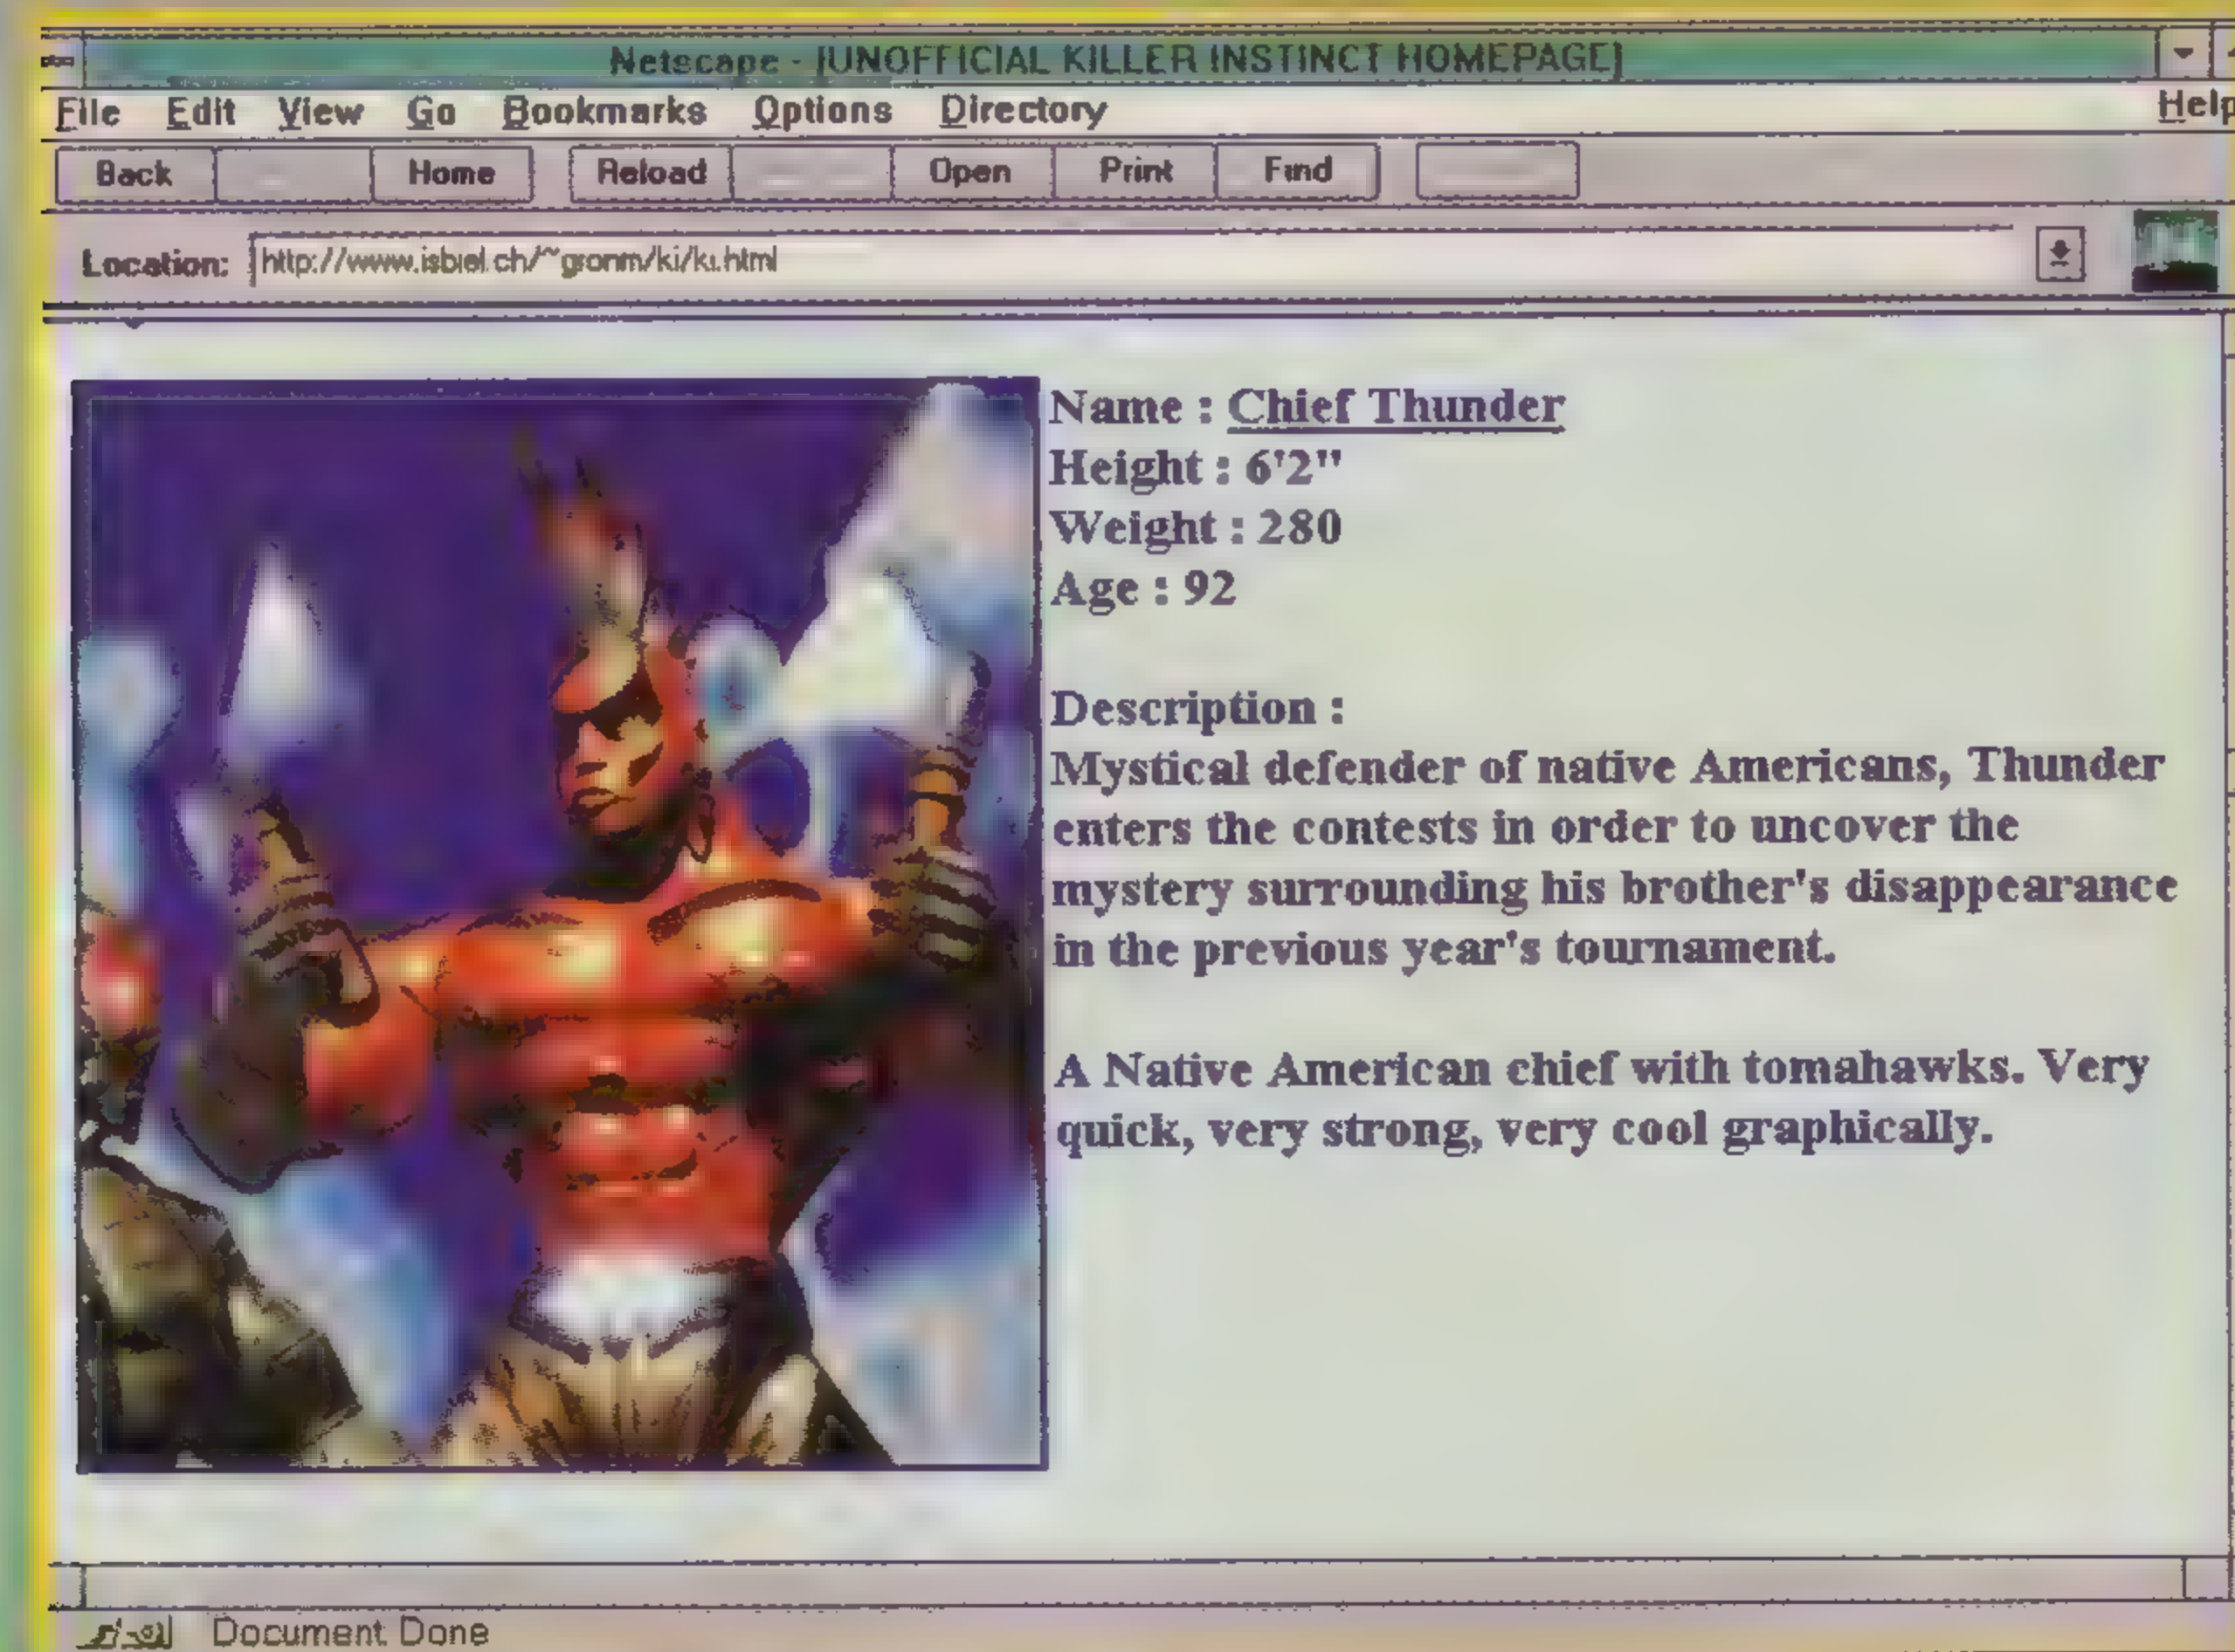 Netscape - [UNOFFICIAL KILLER INSTINCT HOMEPAGE]
File Edit View Go Bookmarks Options Directory Help
Back Home Reload Open Print Find
Location: http://www.isbiel.ch/~gronm/ki/ki.html
Name : Chief Thunder
Height : 6'2"
Weight : 280
Age : 92
Description :
Mystical defender of native Americans, Thunder
enters the contests in order to uncover the
mystery surrounding his brother's disappearance
in the previous year's tournament.
A Native American chief with tomahawks. Very
quick, very strong, very cool graphically.
Document Done